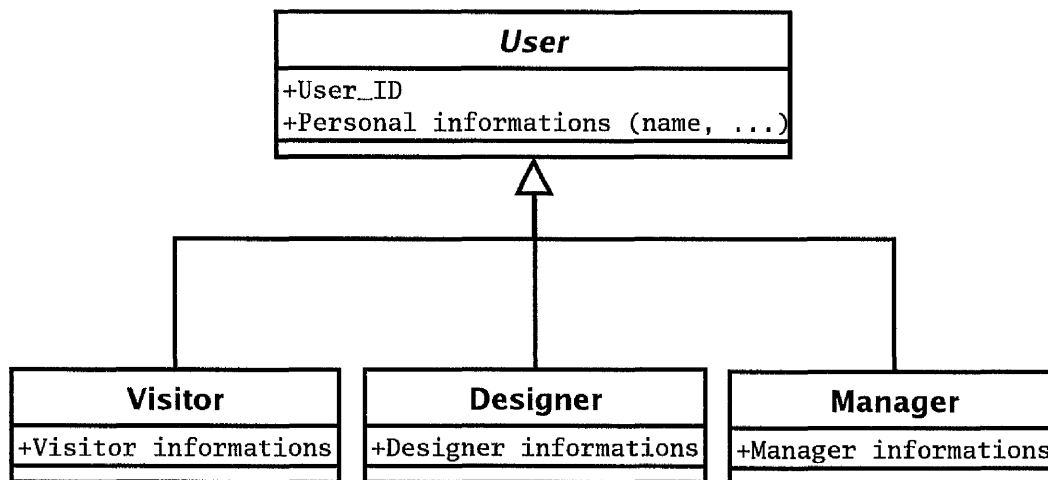 User
+User_ID
+Personal informations (name, ...)
Visitor
+Visitor informations
Designer
+Designer informations
Manager
+Manager informations